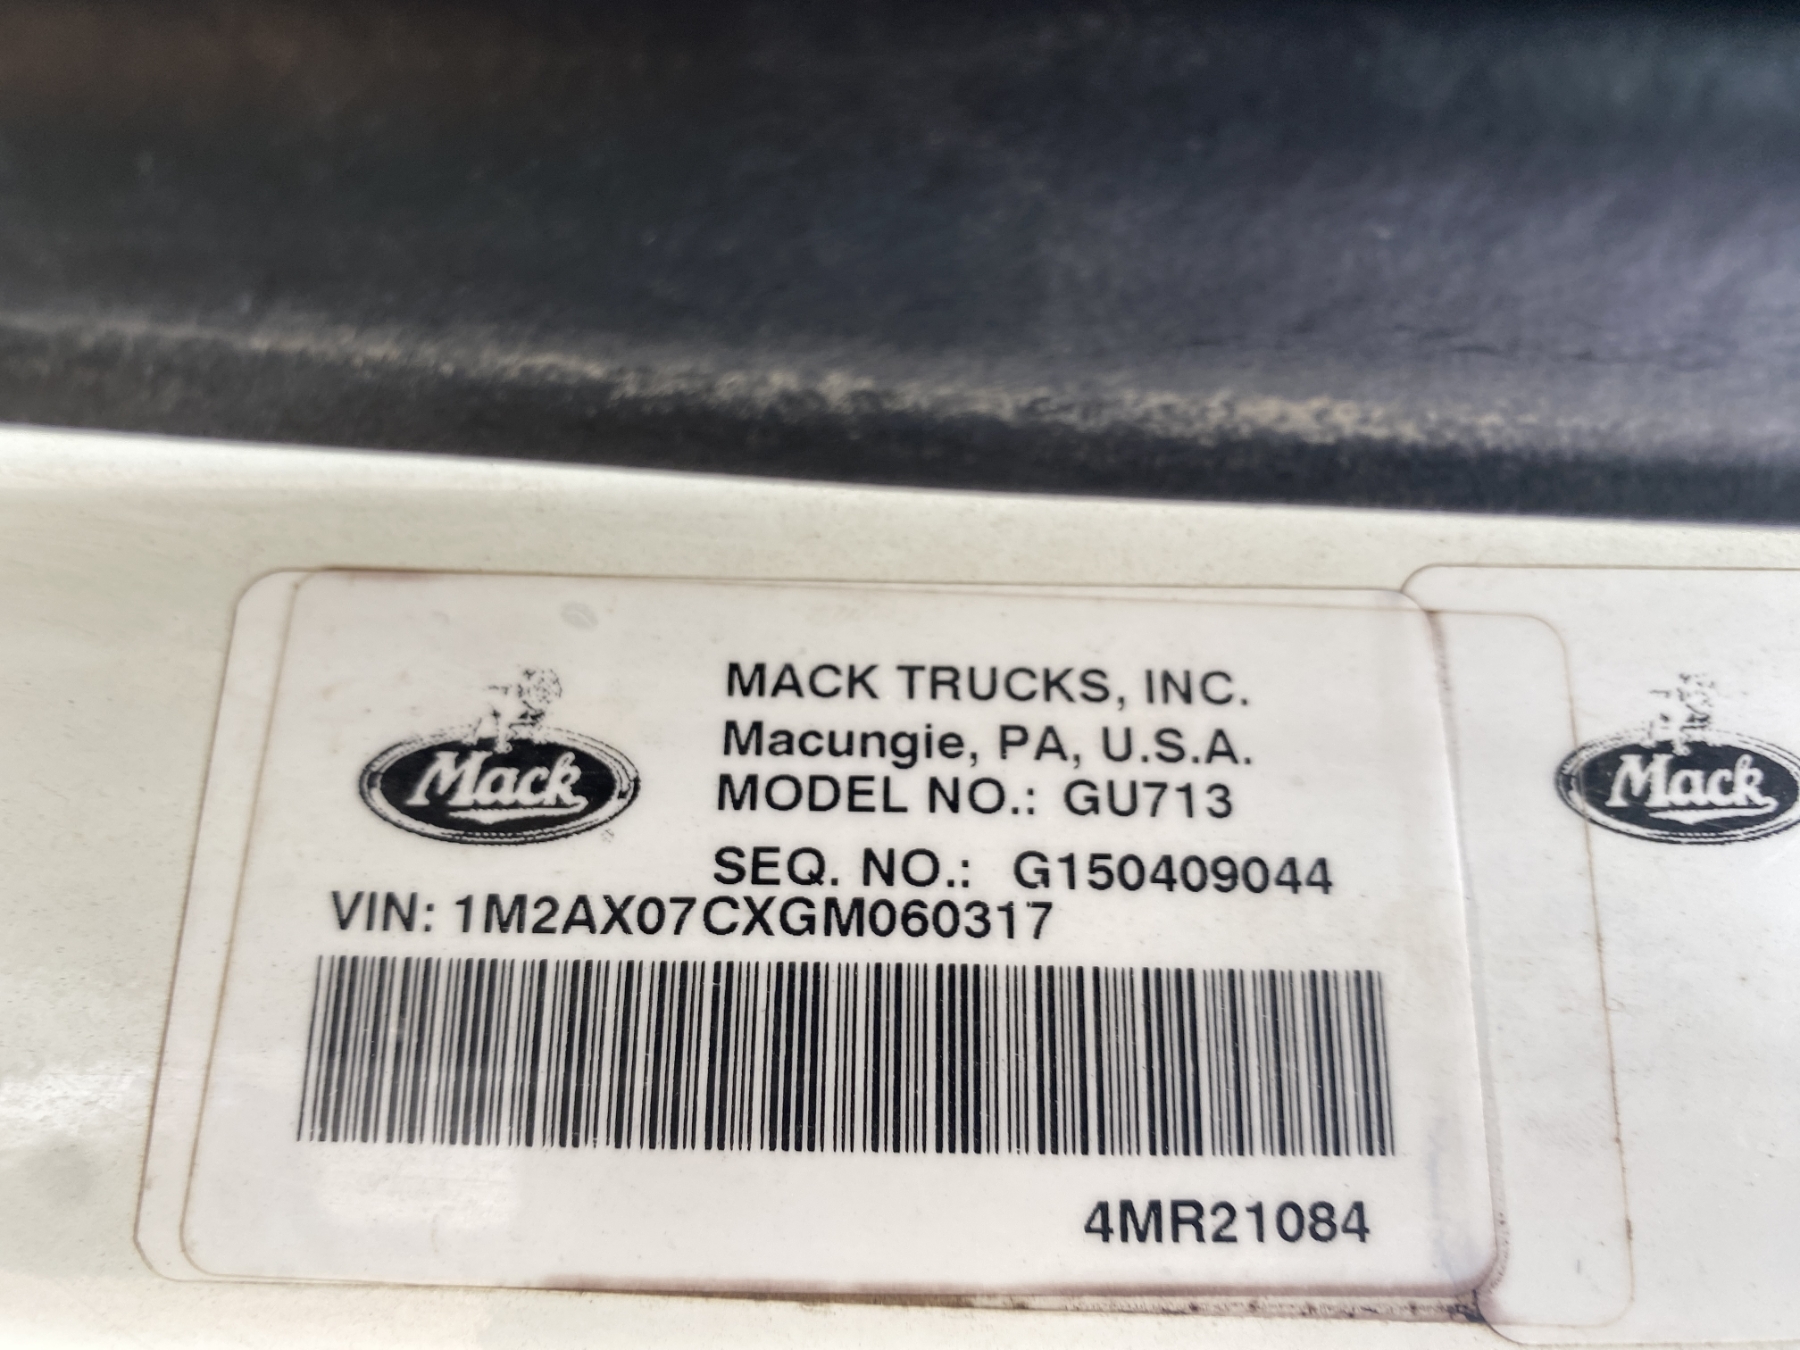 Mack
MACK TRUCKS, INC.
Macungie, PA, U.S.A.
MODEL NO.: GU713
SEQ. NO.: G150409044
VIN: 1M2AX07CXGM060317
4MR21084
Mack